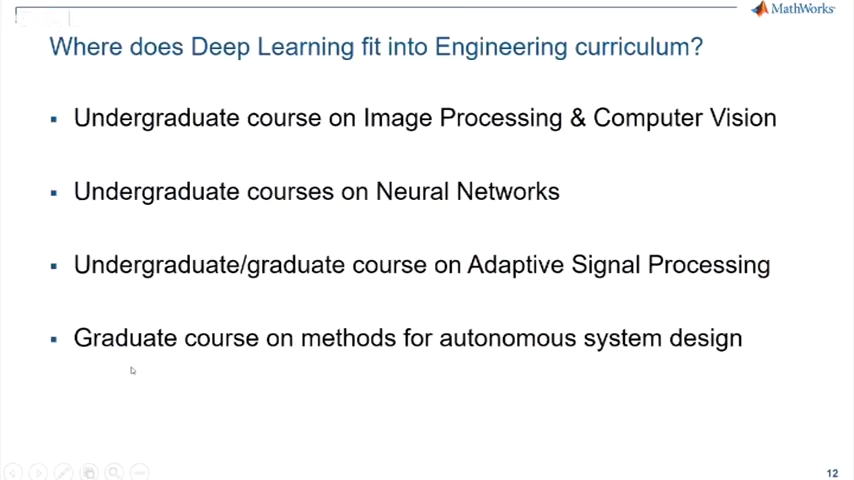 MathWorks
Where does Deep Learning fit into Engineering curriculum?
▪ Undergraduate course on Image Processing & Computer Vision
▪ Undergraduate courses on Neural Networks
▪ Undergraduate/graduate course on Adaptive Signal Processing
▪ Graduate course on methods for autonomous system design
12